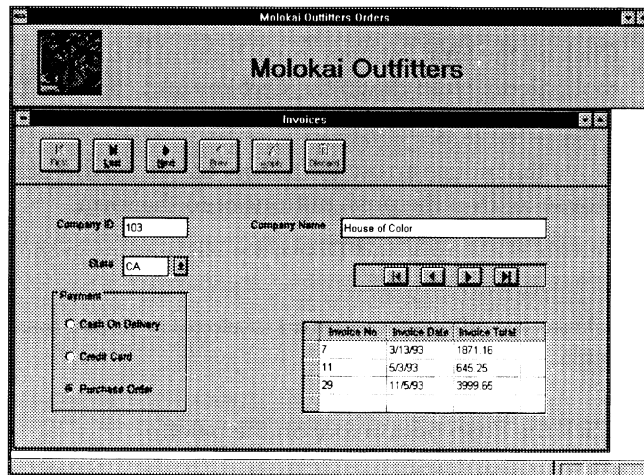 Molokai Outfitters Orders
Molokai Outfitters
Invoices
First Last Next Prev Apply Discard
Company ID 103 Company Name House of Color
State CA
Payment
Cash On Delivery
Credit Card
Purchase Order
Invoice No Invoice Date Invoice Total
7 3/13/93 1871.16
11 5/3/93 645.25
29 11/5/93 3999.65